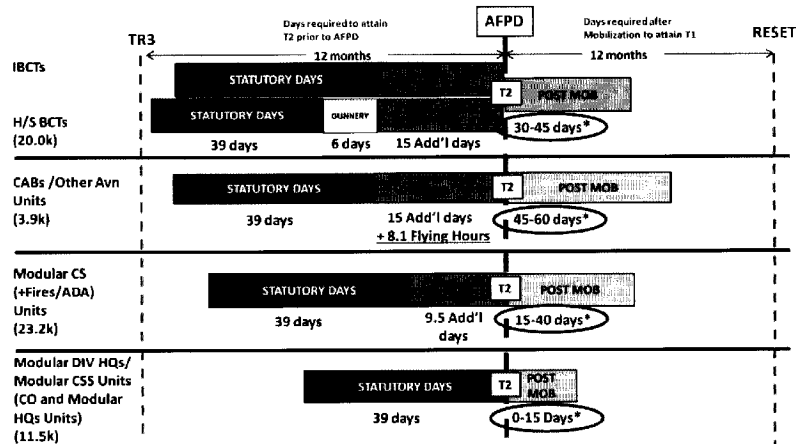 AFPD
Days required to attain
T2 prior to AFPD
Days required after
Mobilization to attain T1
TR3
RESET
12 months
12 months
IBCTs
STATUTORY DAYS
T2
POST MOB
H/S BCTs
(20.0k)
STATUTORY DAYS
GUNNERY
39 days
6 days
15 Add'l days
30-45 days*
CABs /Other Avn
Units
(3.9k)
STATUTORY DAYS
T2
POST MOB
39 days
15 Add'l days
+ 8.1 Flying Hours
45-60 days*
Modular CS
(+Fires/ADA)
Units
(23.2k)
STATUTORY DAYS
T2
POST MOB
39 days
9.5 Add'l
days
15-40 days*
Modular DIV HQs/
Modular CSS Units
(CO and Modular
HQs Units)
(11.5k)
STATUTORY DAYS
T2
POST
MOB
39 days
0-15 Days*